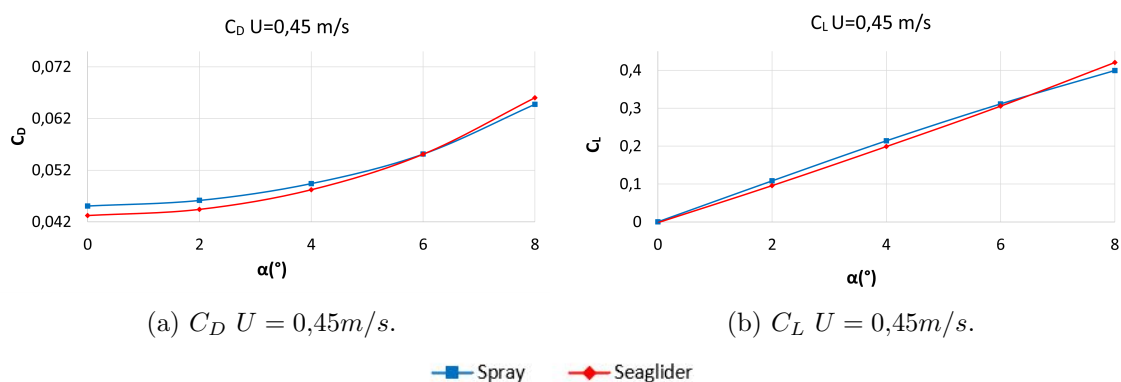 C_D U=0,45 m/s
0,072
0,062
0,052
0,042
C_D
0 2 4 6 8
α(°)
C_L U=0,45 m/s
0,4
0,3
0,2
0,1
0
C_L
0 2 4 6 8
α(°)
(a) C_D U = 0,45m/s.
(b) C_L U = 0,45m/s.
Spray Seaglider